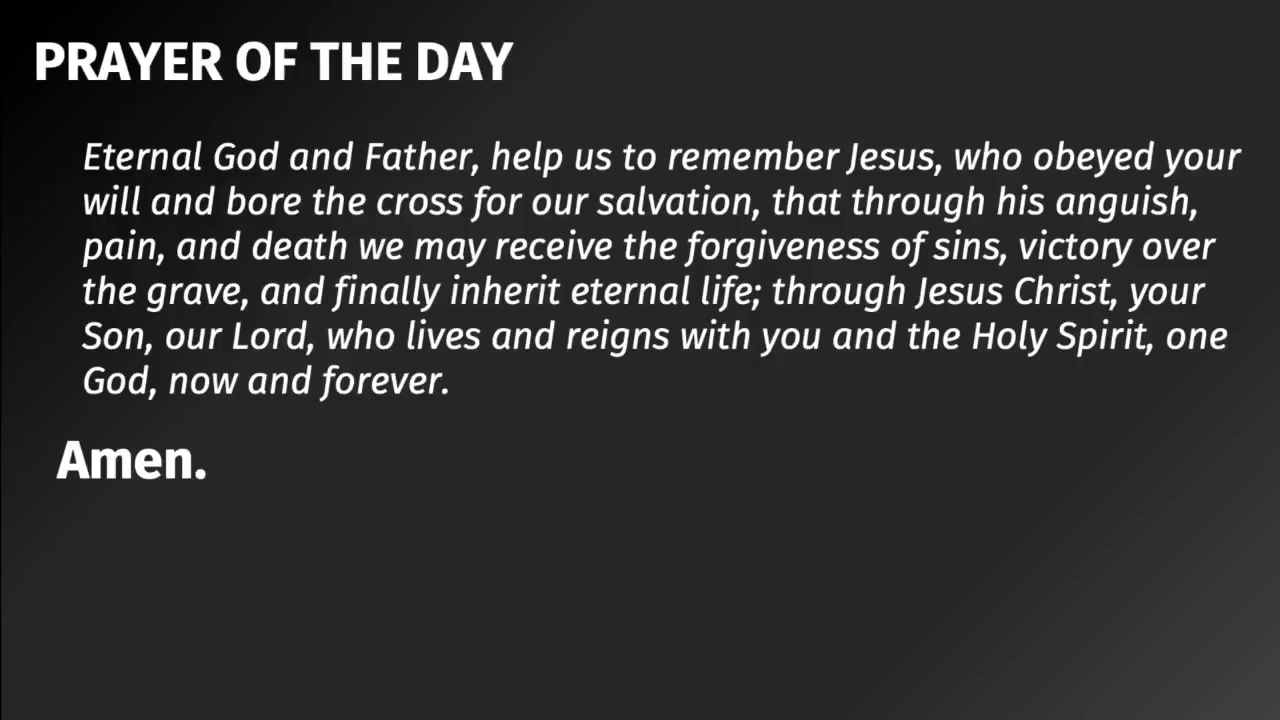 PRAYER OF THE DAY
Eternal God and Father, help us to remember Jesus, who obeyed your
will and bore the cross for our salvation, that through his anguish,
pain, and death we may receive the forgiveness of sins, victory over
the grave, and finally inherit eternal life; through Jesus Christ, your
Son, our Lord, who lives and reigns with you and the Holy Spirit, one
God, now and forever.
Amen.